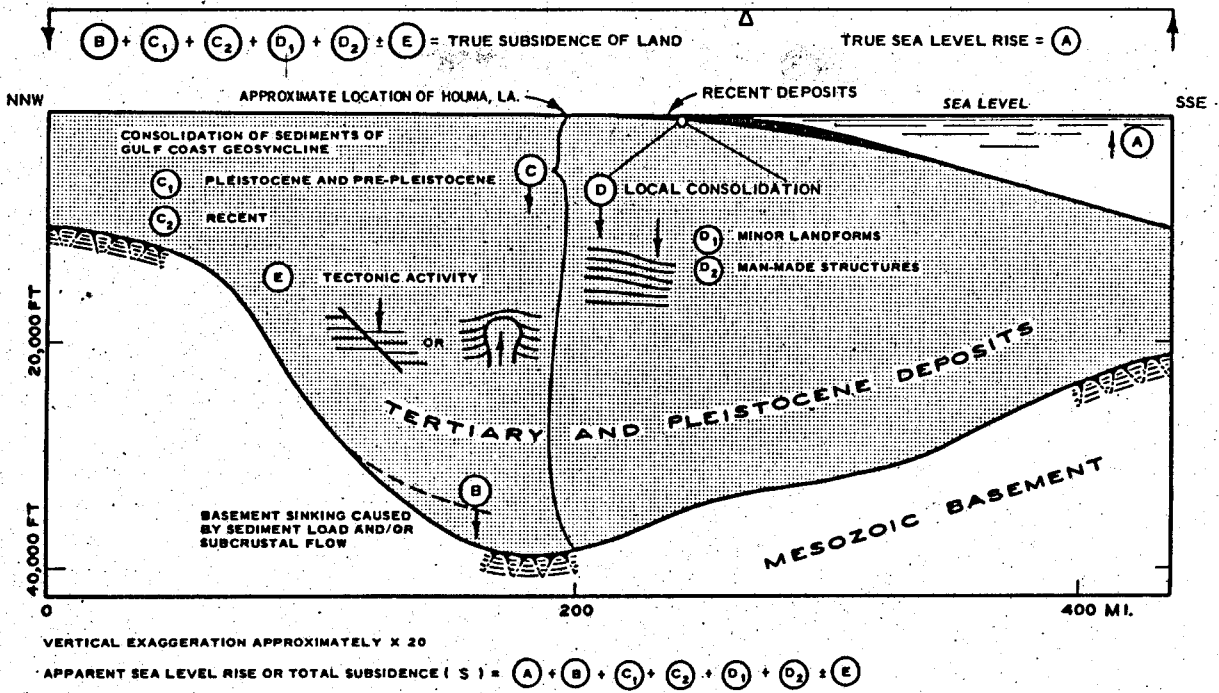 B + C1 + C2 + D1 + D2 ± E = TRUE SUBSIDENCE OF LAND
TRUE SEA LEVEL RISE = A
NNW
APPROXIMATE LOCATION OF HOUMA, LA.
RECENT DEPOSITS
SEA LEVEL
SSE
CONSOLIDATION OF SEDIMENTS OF
GULF COAST GEOSYNCLINE
A
C1 PLEISTOCENE AND PRE-PLEISTOCENE
C
D LOCAL CONSOLIDATION
C2 RECENT
D1 MINOR LANDFORMS
D2 MAN-MADE STRUCTURES
E TECTONIC ACTIVITY
OR
20,000 FT
TERTIARY AND PLEISTOCENE DEPOSITS
B
BASEMENT SINKING CAUSED
BY SEDIMENT LOAD AND/OR
SUBCRUSTAL FLOW
MESOZOIC BASEMENT
40,000 FT
0
200
400 MI.
VERTICAL EXAGGERATION APPROXIMATELY X 20
APPARENT SEA LEVEL RISE OR TOTAL SUBSIDENCE ( S ) = A + B + C1 + C2 + D1 + D2 ± E